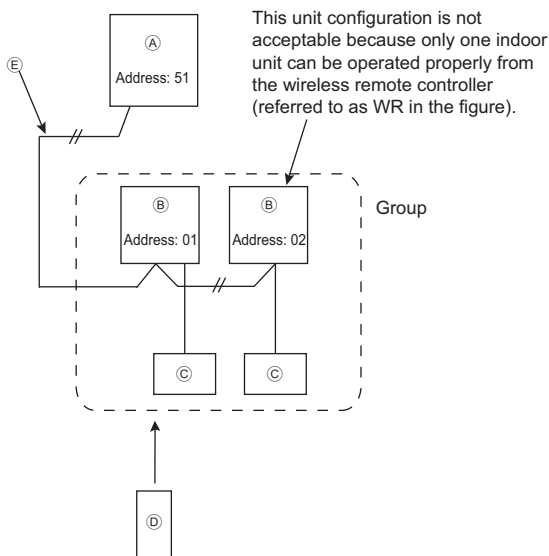 This unit configuration is not
acceptable because only one indoor
unit can be operated properly from
the wireless remote controller
(referred to as WR in the figure).
Ⓐ
Address: 51
Ⓔ
Group
Ⓑ
Address: 01
Ⓑ
Address: 02
Ⓒ
Ⓒ
Ⓓ